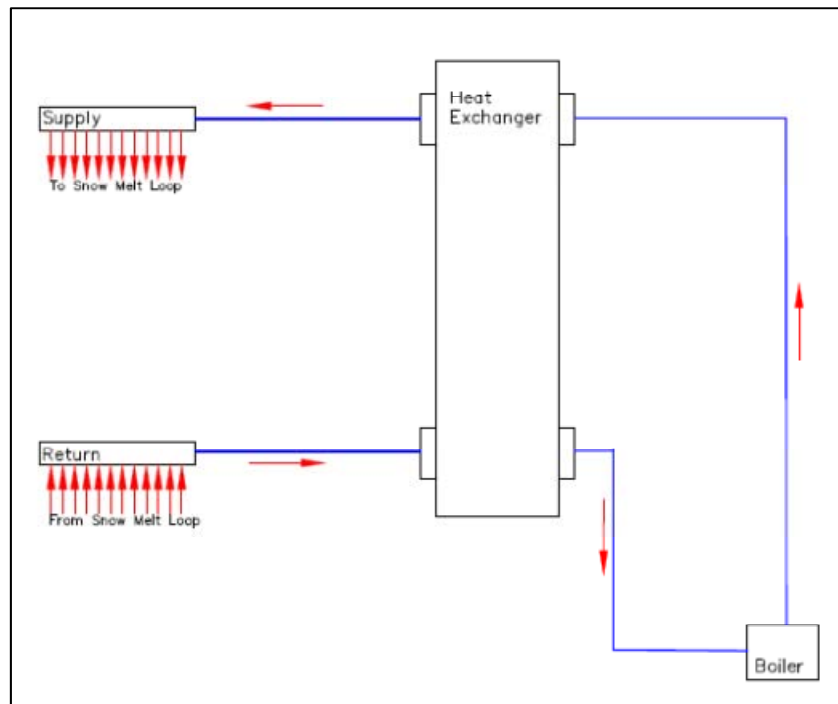 Supply
To Snow Melt Loop
Heat
Exchanger
Return
From Snow Melt Loop
Boiler